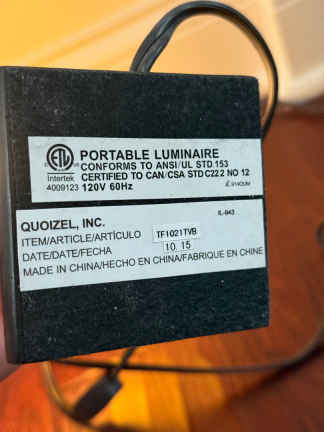 ETL
Intertek
4009123
PORTABLE LUMINAIRE
CONFORMS TO ANSI/UL STD.153
CERTIFIED TO CAN/CSA STD C22.2 NO 12
120V 60Hz
IL-943
QUOIZEL, INC.
ITEM/ARTICLE/ARTÍCULO TF1021TVB
DATE/DATE/FECHA 10 15
MADE IN CHINA/HECHO EN CHINA/FABRIQUE EN CHINE